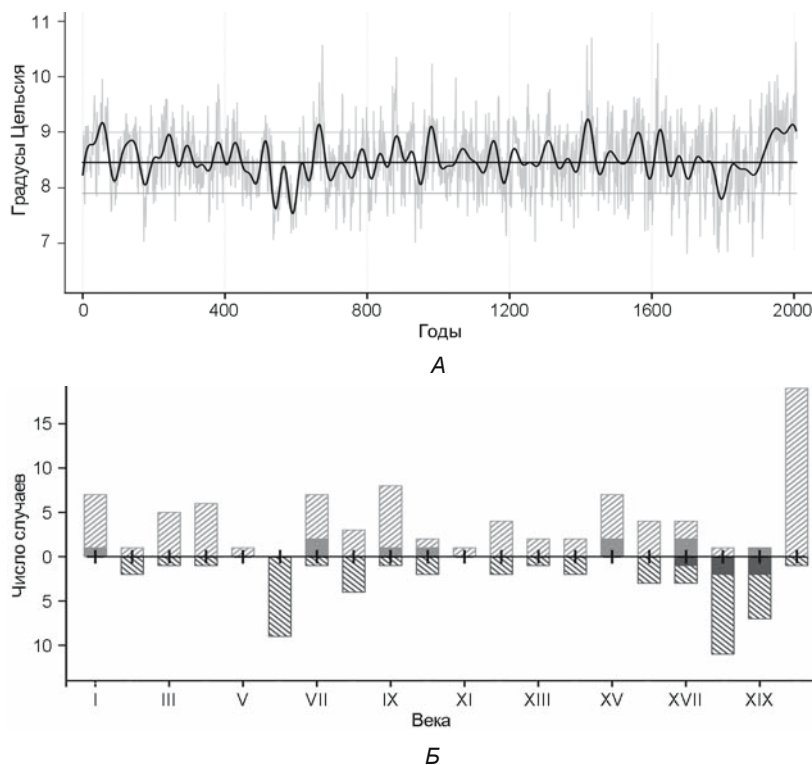 11
10
9
8
7
Градусы Цельсия
0 400 800 1200 1600 2000
Годы
А
15
10
5
0
5
10
Число случаев
I III V VII IX XI XIII XV XVII XIX
Века
Б